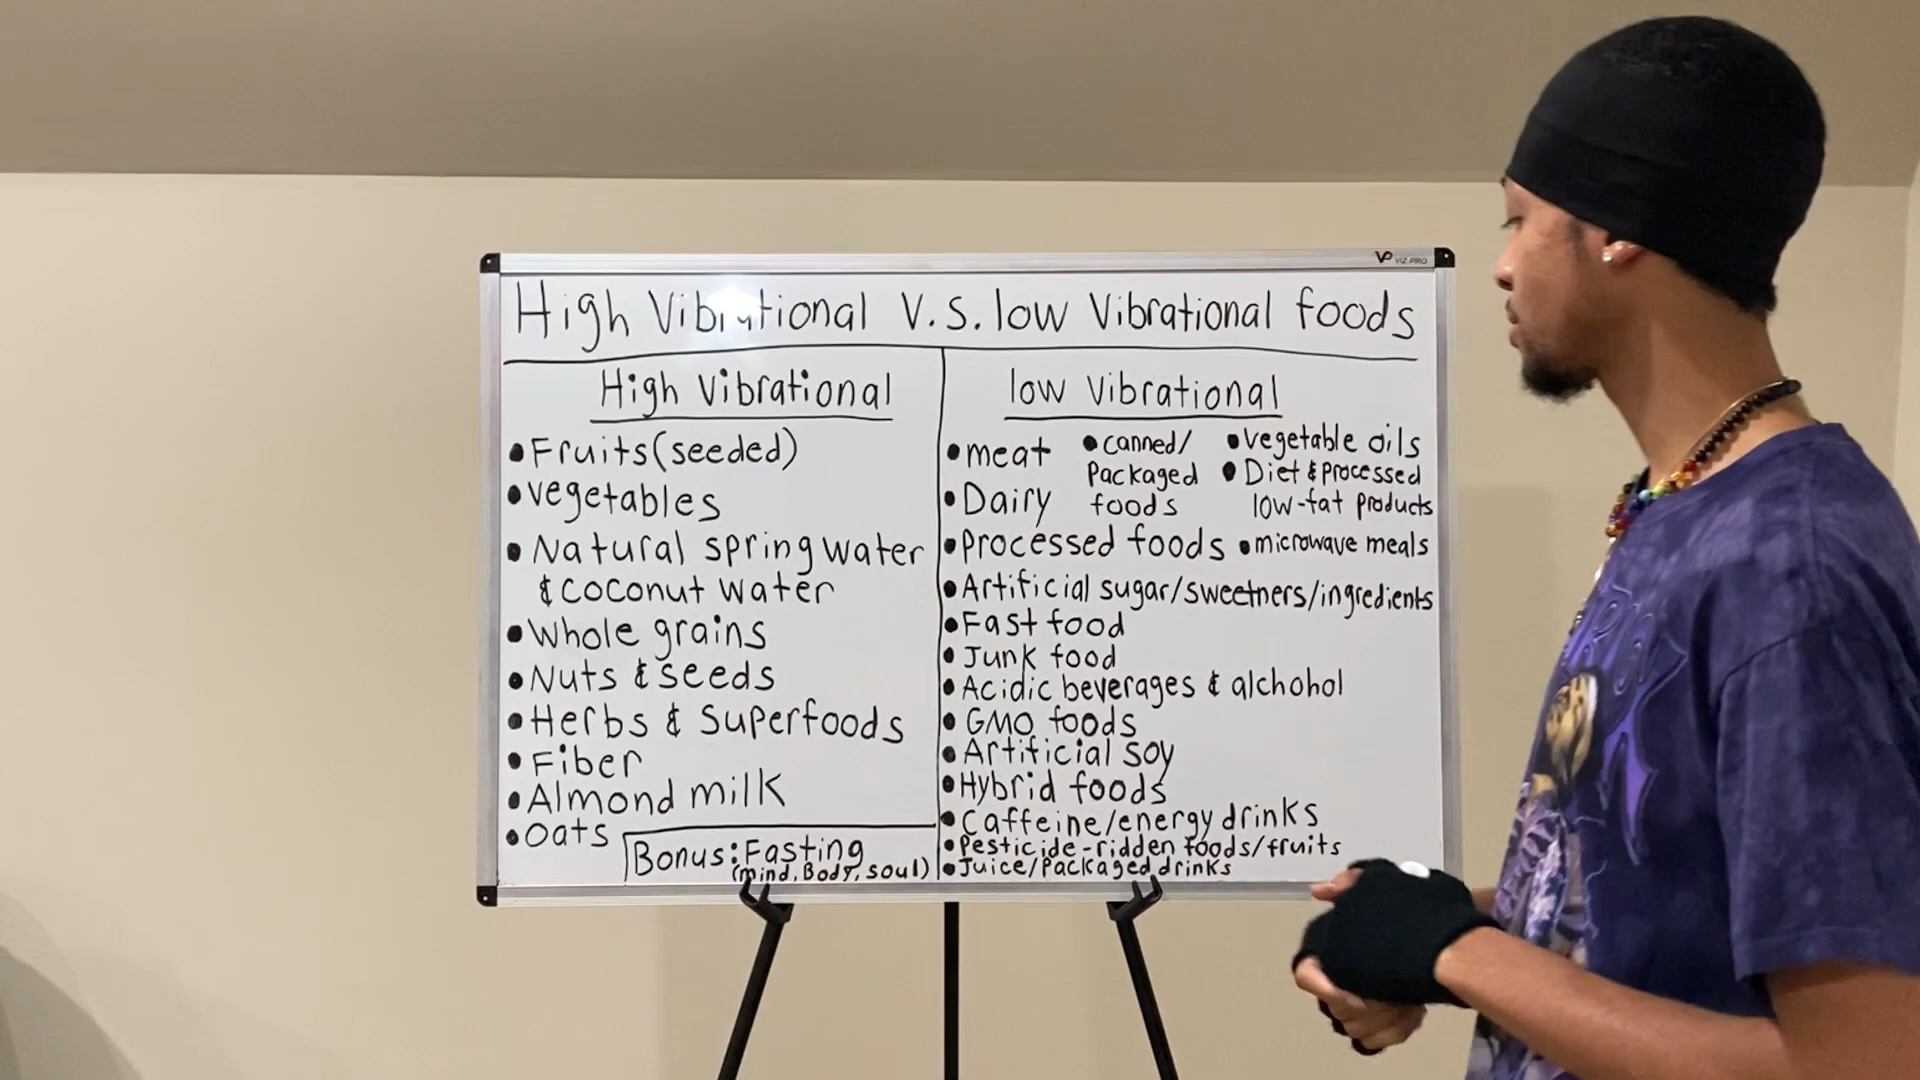 VP VIZ-PRO
High Vibrational V.S. low Vibrational foods
High Vibrational
• Fruits (seeded)
• vegetables
• Natural spring water
& coconut water
• Whole grains
• Nuts & seeds
• Herbs & Superfoods
• Fiber
• Almond milk
• oats
Bonus: Fasting
(mind, Body, soul)
low Vibrational
• meat
• Dairy
• canned/
Packaged
foods
• vegetable oils
• Diet & processed
low-fat products
• processed foods • microwave meals
• Artificial sugar/sweetners/ingredients
• Fast food
• Junk food
• Acidic beverages & alchohol
• GMO foods
• Artificial soy
• Hybrid foods
• caffeine/energy drinks
• Pesticide-ridden foods/fruits
• Juice/Packaged drinks